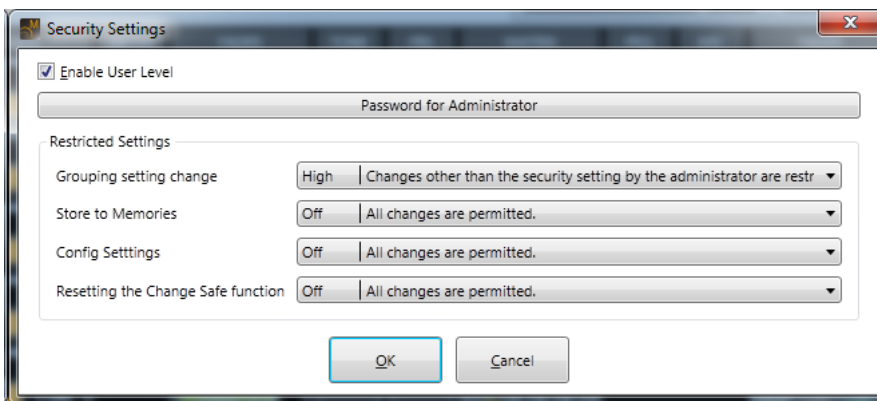 Security Settings
Enable User Level
Password for Administrator
Restricted Settings
Grouping setting change High Changes other than the security setting by the administrator are restr
Store to Memories Off All changes are permitted.
Config Setttings Off All changes are permitted.
Resetting the Change Safe function Off All changes are permitted.
OK Cancel